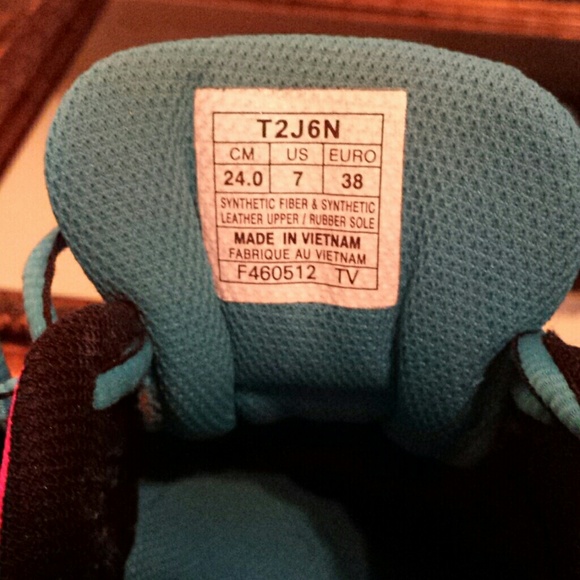 T2J6N
CM US EURO
24.0 7 38
SYNTHETIC FIBER & SYNTHETIC
LEATHER UPPER / RUBBER SOLE
MADE IN VIETNAM
FABRIQUE AU VIETNAM
F460512 TV